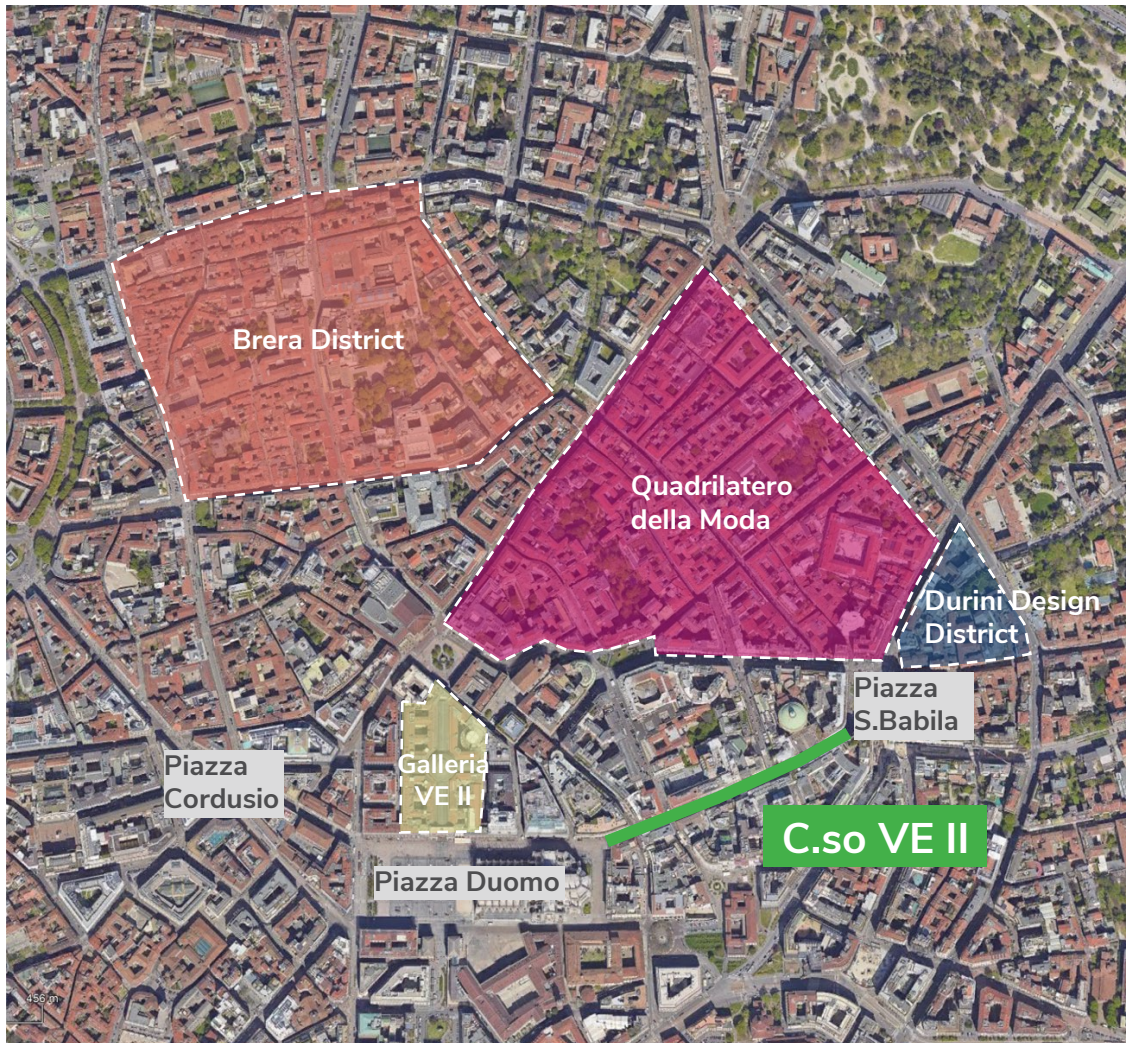 Brera District
Quadrilatero
della Moda
Durini Design
District
Piazza
S.Babila
Galleria
VE II
Piazza
Cordusio
C.so VE II
Piazza Duomo
456 m